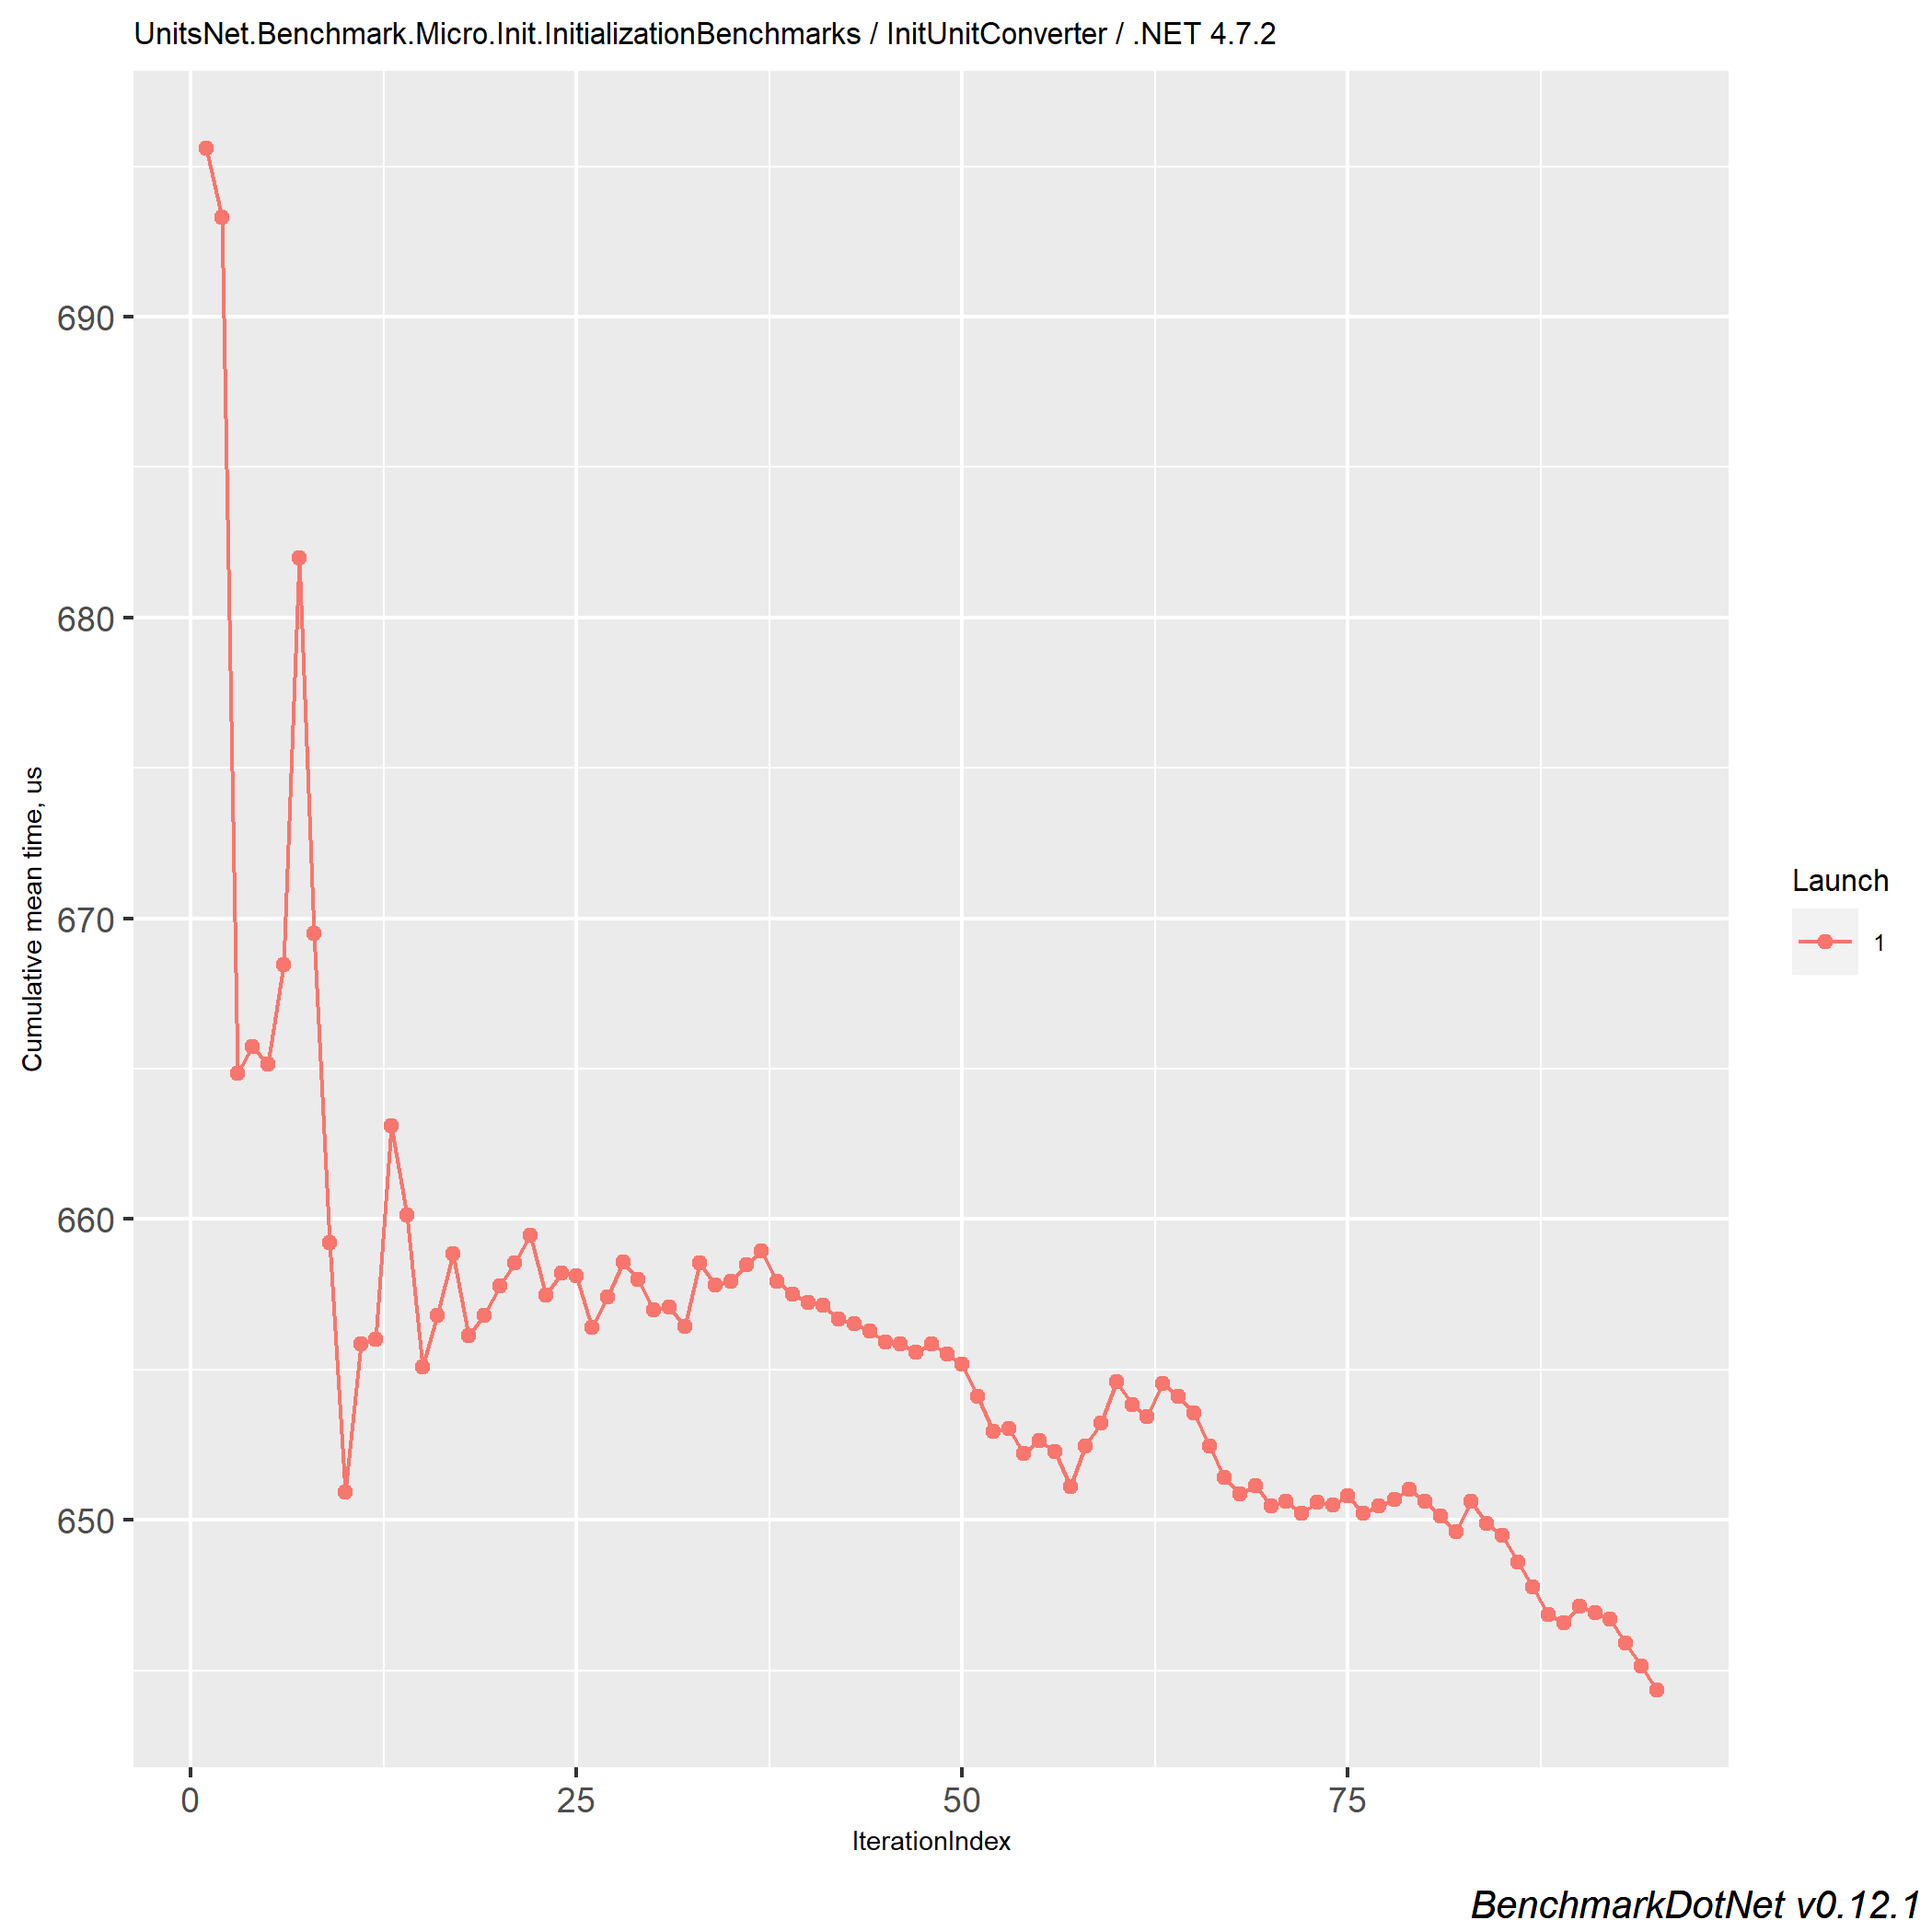 UnitsNet.Benchmark.Micro.Init.InitializationBenchmarks / InitUnitConverter / .NET 4.7.2
Cumulative mean time, us
690
680
670
660
650
0 25 50 75
IterationIndex
Launch
1
BenchmarkDotNet v0.12.1